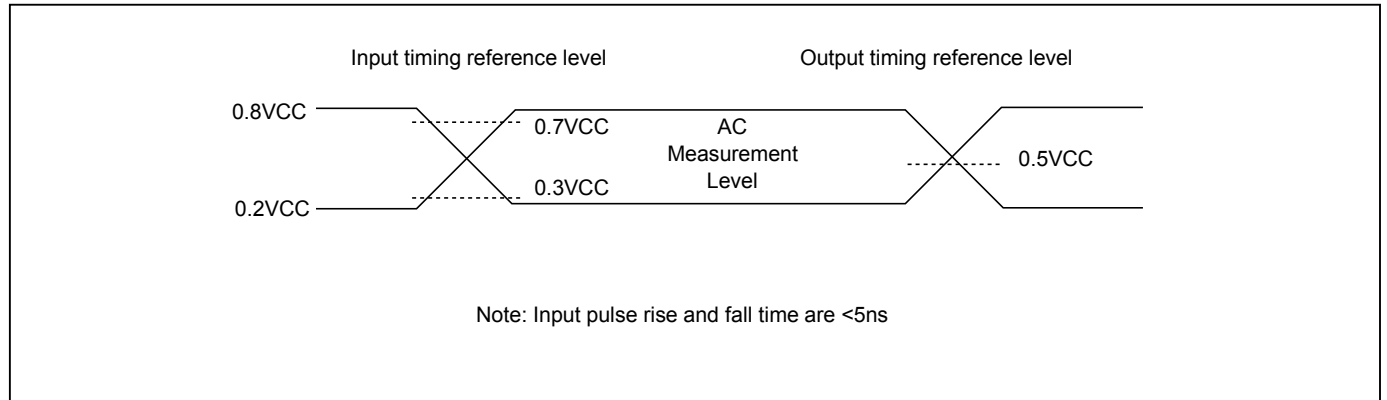 Input timing reference level
Output timing reference level
0.8VCC
0.7VCC
AC
Measurement
Level
0.5VCC
0.3VCC
0.2VCC
Note: Input pulse rise and fall time are <5ns